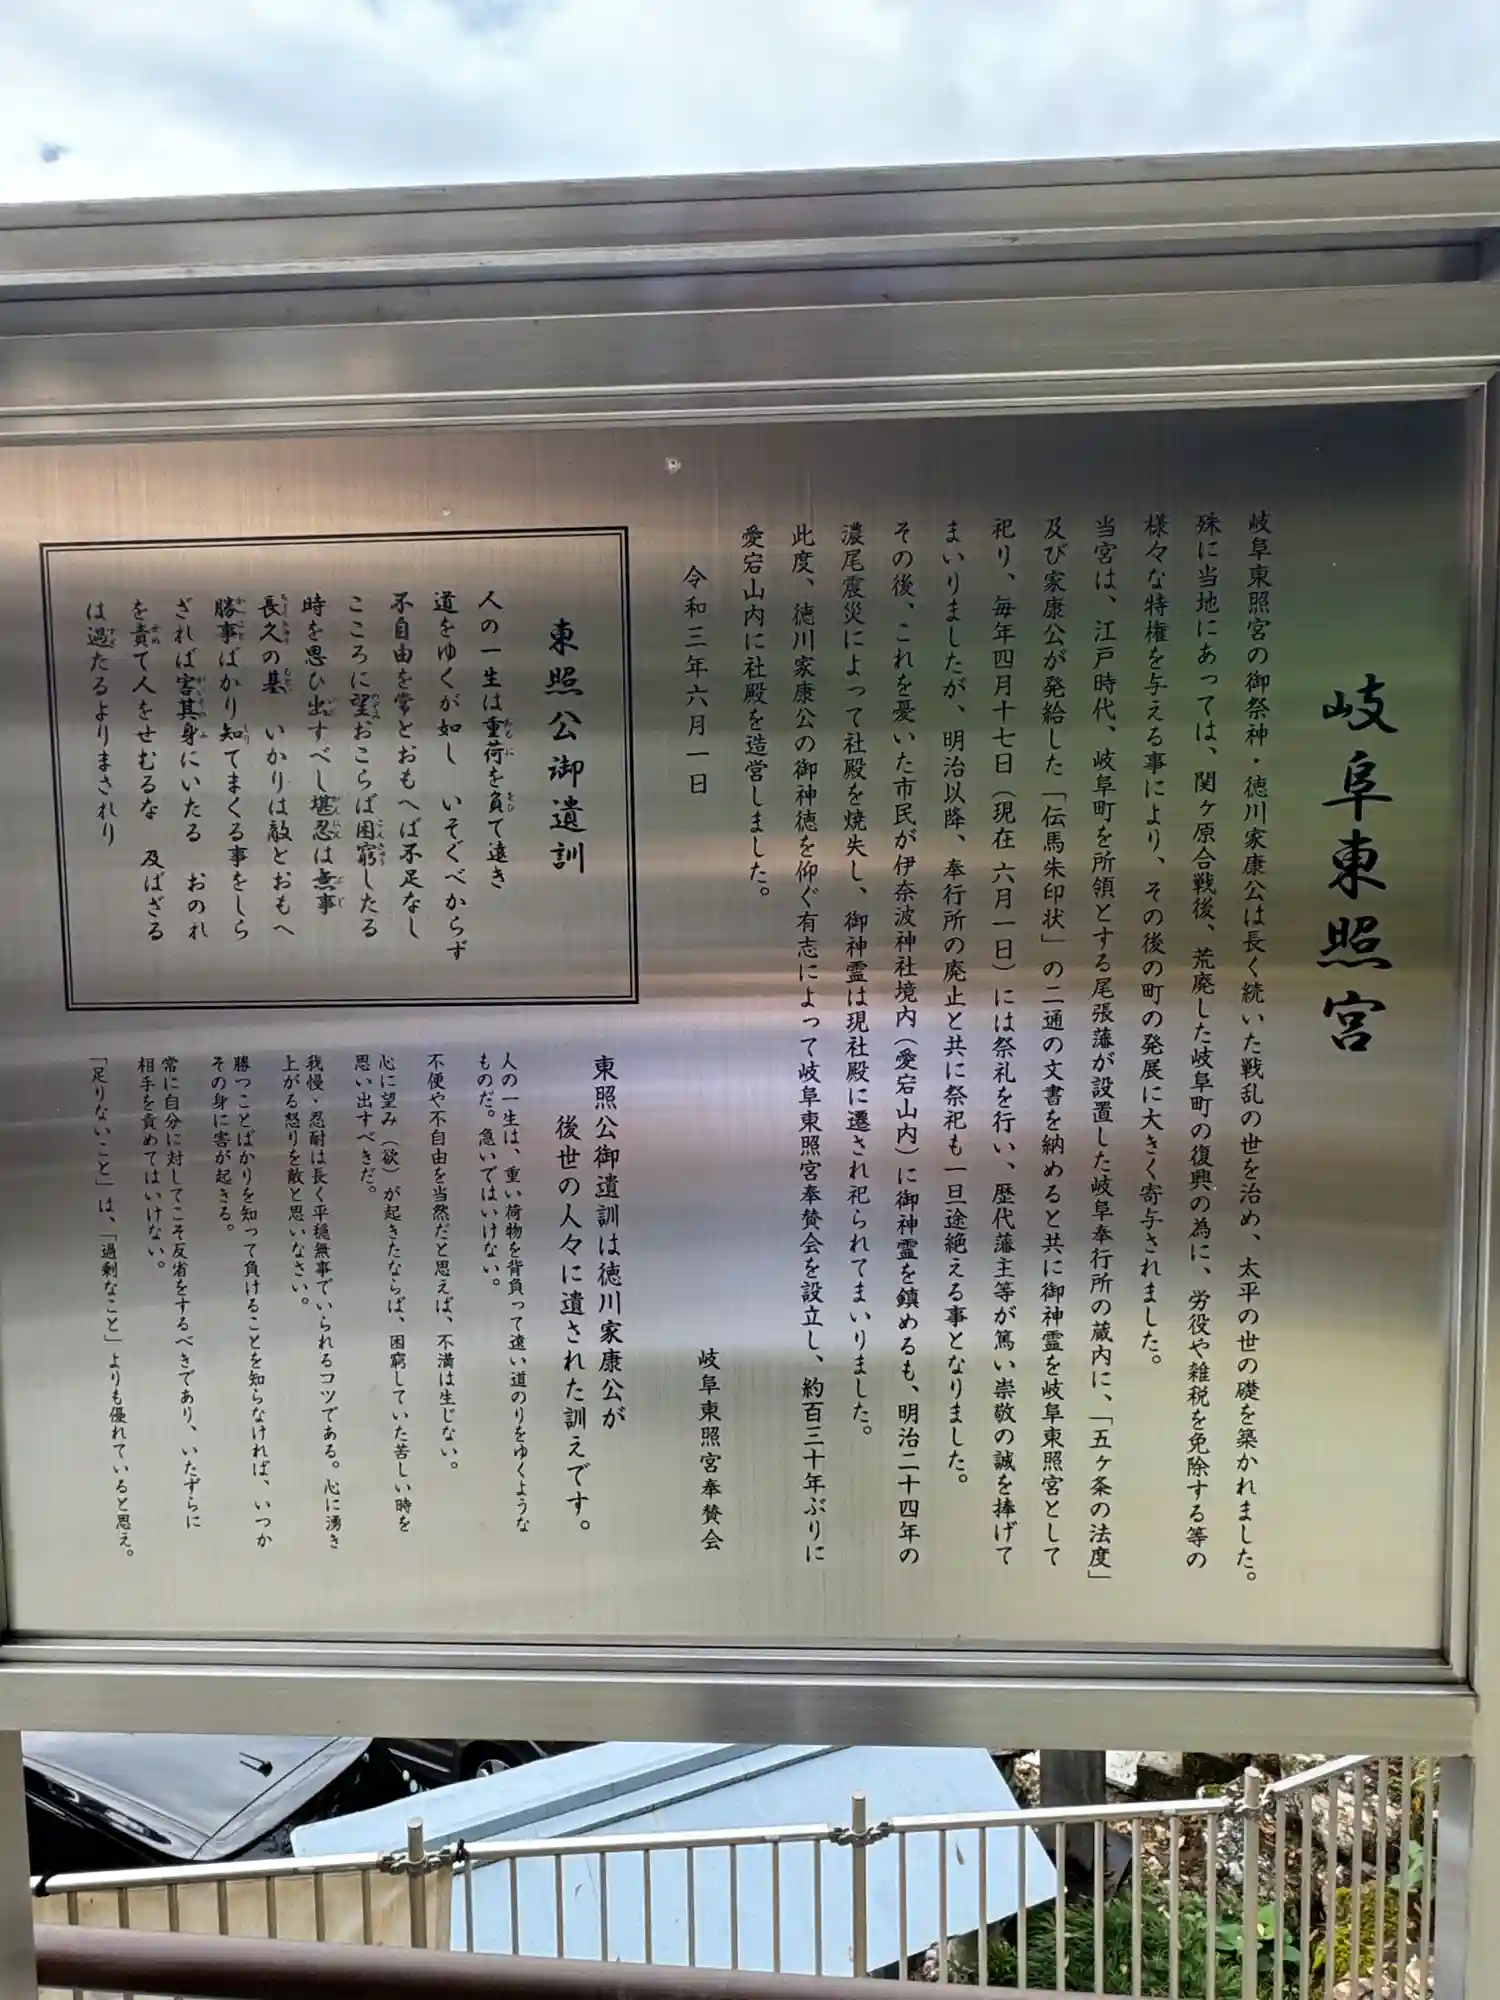 岐阜東照宮
岐阜東照宮の御祭神・徳川家康公は長く続いた戦乱の世を治め、太平の世の礎を築かれました。
殊に当地にあっては、関ヶ原合戦後、荒廃した岐阜町の復興の為に、労役や雑税を免除する等の
様々な特権を与える事により、その後の町の発展に大きく寄与されました。
当宮は、江戸時代、岐阜町を所領とする尾張藩が設置した岐阜奉行所の蔵内に、「五ヶ条の法度」
及び家康公が発給した「伝馬朱印状」の二通の文書を納めると共に御神霊を岐阜東照宮として
祀り、毎年四月十七日（現在 六月一日）には祭礼を行い、歴代藩主等が篤い崇敬の誠を捧げて
まいりましたが、明治以降、奉行所の廃止と共に祭祀も一旦途絶える事となりました。
その後、これを憂いた市民が伊奈波神社境内（愛宕山内）に御神霊を鎮めるも、明治二十四年の
濃尾震災によって社殿を焼失し、御神霊は現社殿に遷され祀られてまいりました。
此度、徳川家康公の御神徳を仰ぐ有志によって岐阜東照宮奉賛会を設立し、約百三十年ぶりに
愛宕山内に社殿を造営しました。
令和三年六月一日
岐阜東照宮奉賛会
東照公御遺訓
人の一生は重荷を負て遠き
道をゆくが如し いそぐべからず
不自由を常とおもへば不足なし
こころに望おこらば困窮したる
時を思ひ出すべし堪忍は無事
長久の基 いかりは敵とおもへ
勝事ばかり知てまくる事をしら
ざれば害其身にいたる おのれ
を責て人をせむるな 及ばざる
は過たるよりまされり
東照公御遺訓は徳川家康公が
後世の人々に遺された訓えです。
人の一生は、重い荷物を背負って遠い道のりをゆくような
ものだ。急いではいけない。
不便や不自由を当然だと思えば、不満は生じない。
心に望み（欲）が起きたならば、困窮していた苦しい時を
思い出すべきだ。
我慢・忍耐は長く平穏無事でいられるコツである。心に湧き
上がる怒りを敵と思いなさい。
勝つことばかりを知って負けることを知らなければ、いつか
その身に害が起きる。
常に自分に対してこそ反省をするべきであり、いたずらに
相手を責めてはいけない。
「足りないこと」は、「過剰なこと」よりも優れていると思え。